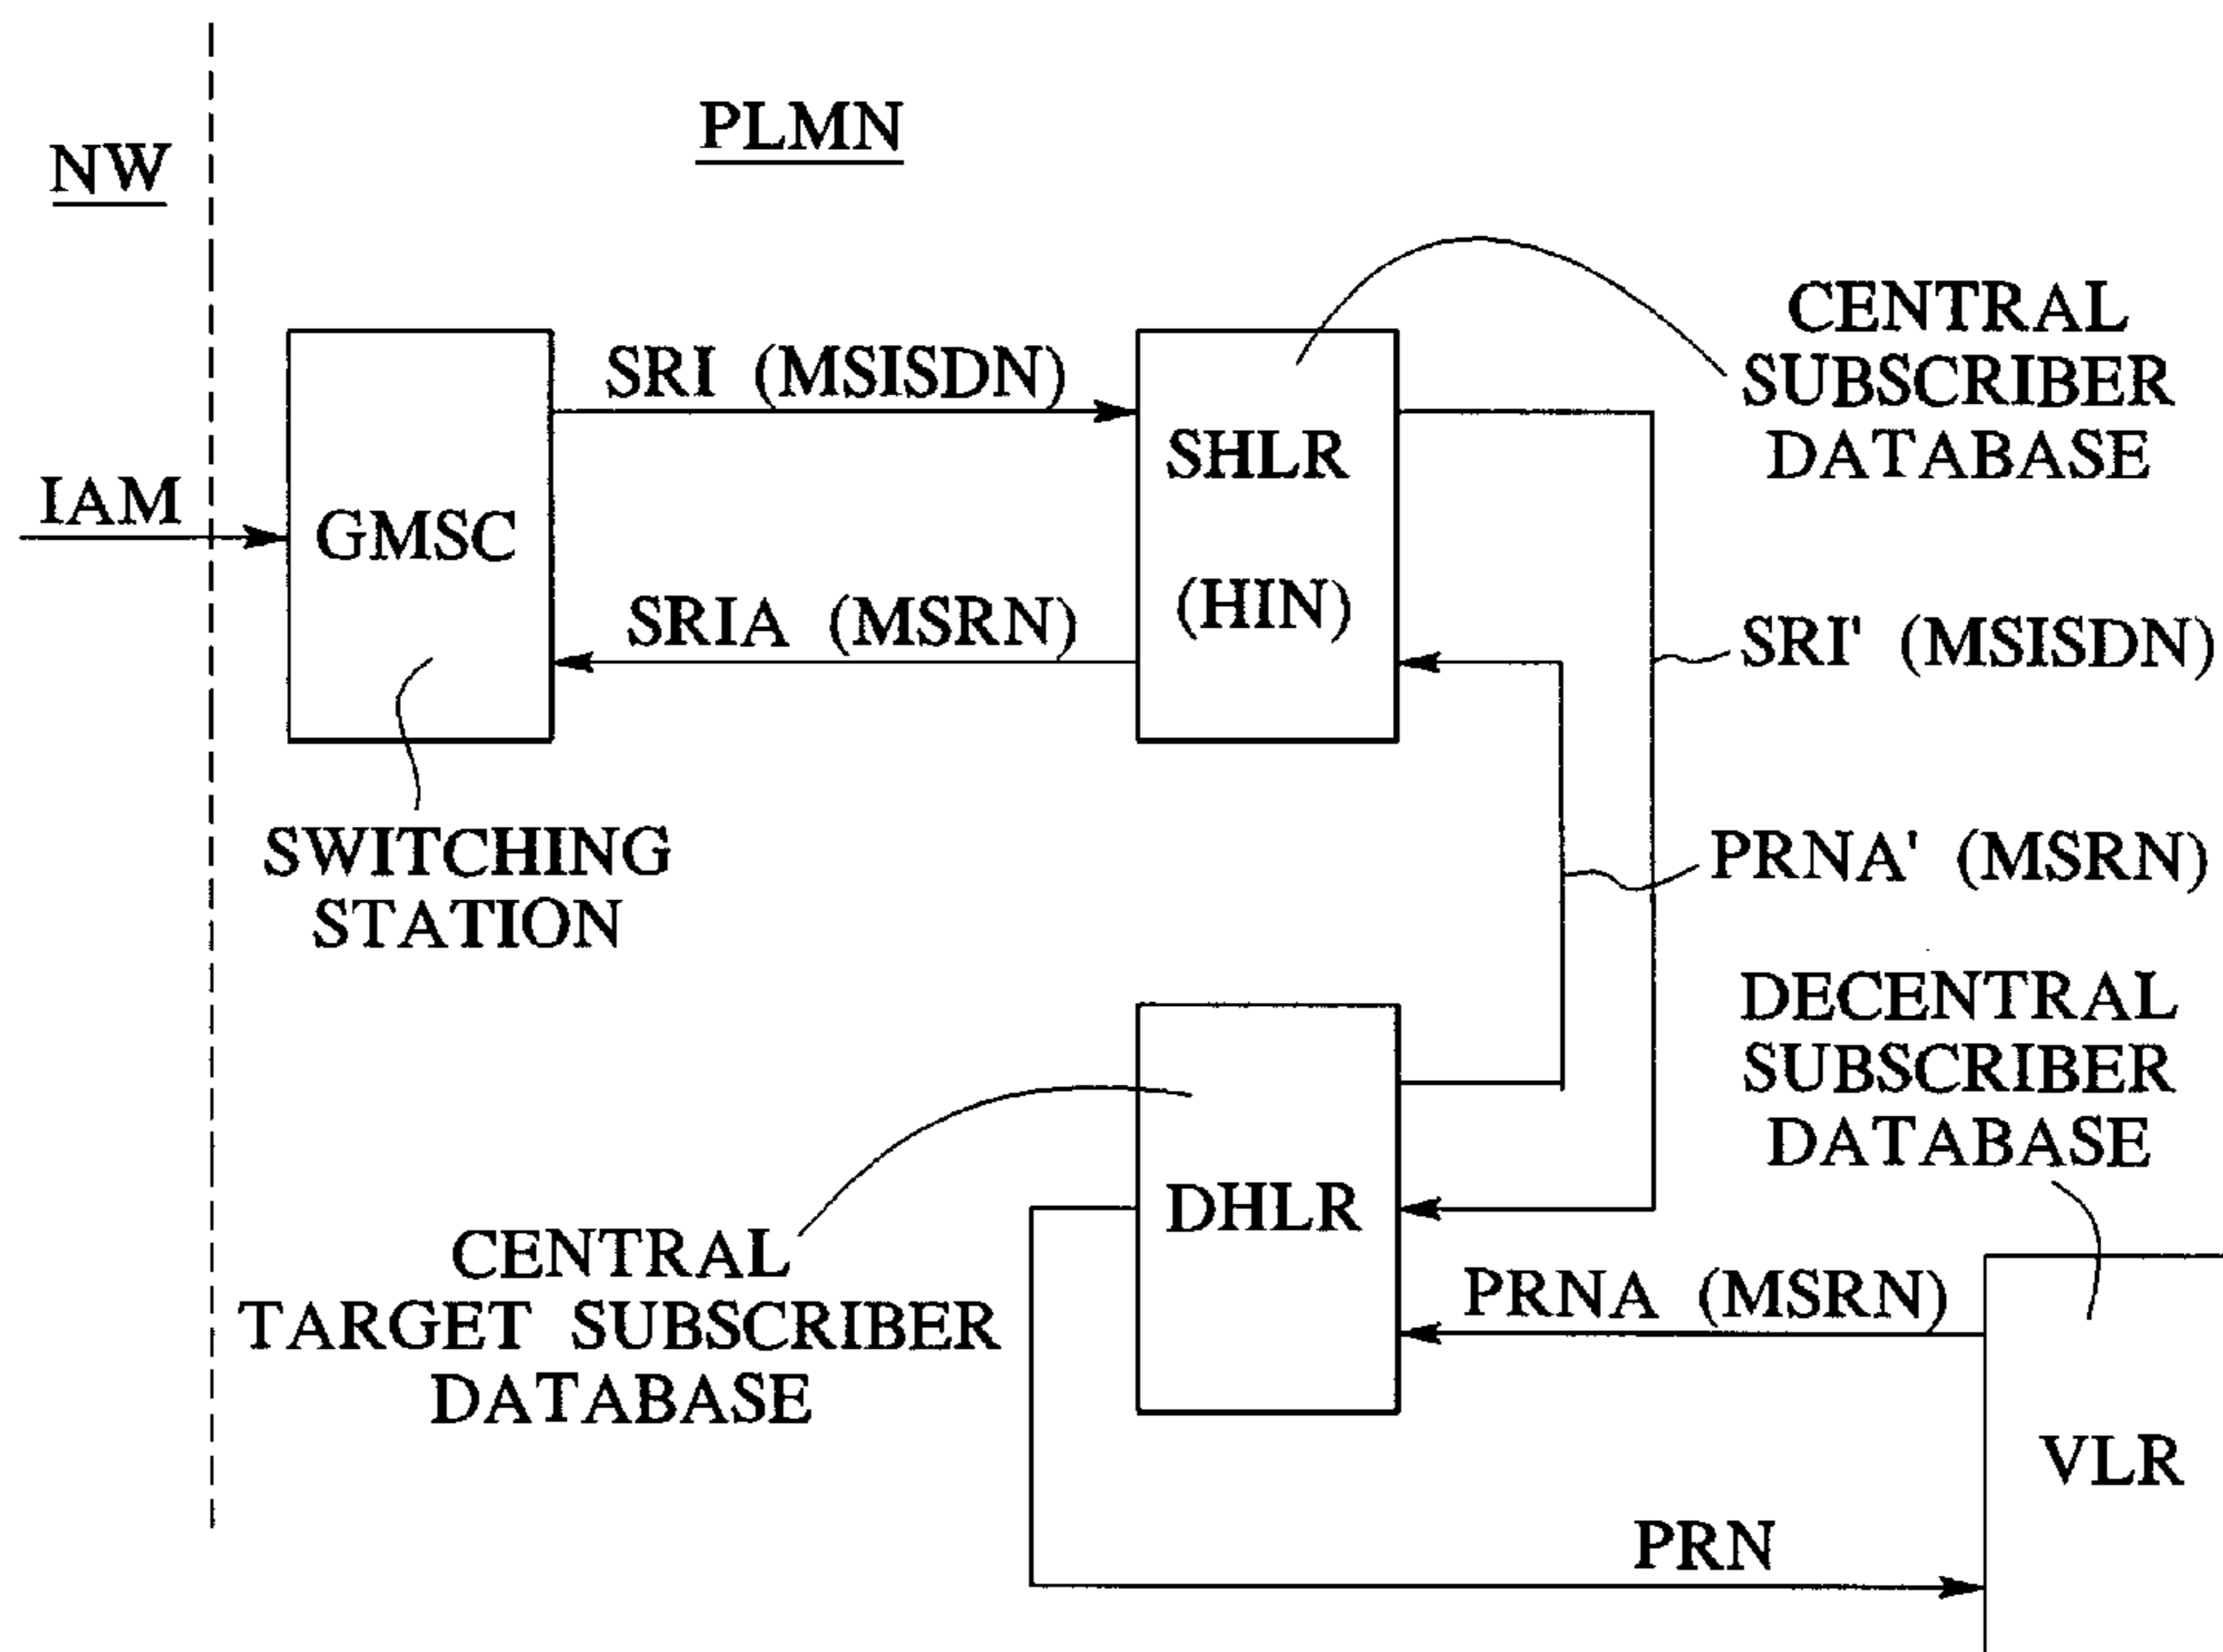 PLMN
NW
IAM
GMSC
SRI (MSISDN)
SRIA (MSRN)
SHLR
(HIN)
CENTRAL
SUBSCRIBER
DATABASE
SRI' (MSISDN)
PRNA' (MSRN)
SWITCHING
STATION
DECENTRAL
SUBSCRIBER
DATABASE
DHLR
CENTRAL
TARGET SUBSCRIBER
DATABASE
PRNA (MSRN)
VLR
PRN